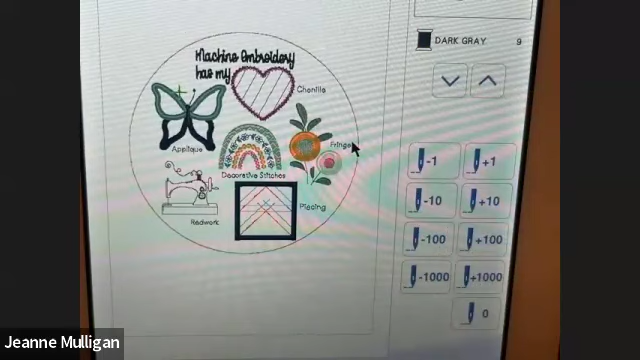 DARK GRAY 9
Machine Embroidery
has my
Chenille
Applique
Fringe
Decorative Stitches
Redwork
Piecing
-1 +1
-10 +10
-100 +100
-1000 +1000
0
Jeanne Mulligan